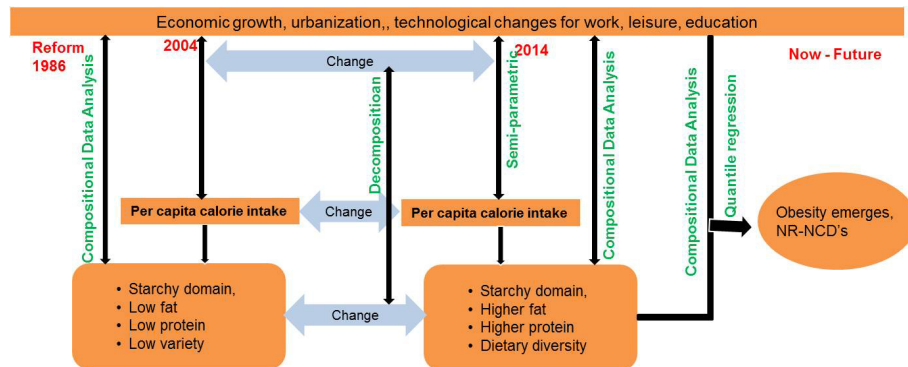 Economic growth, urbanization,, technological changes for work, leisure, education
Reform
1986
2004
Change
2014
Now - Future
Compositional Data Analysis
Decompositioan
Semi-parametric
Compositional Data Analysis
Compositional Data Analysis
Quantile regression
Per capita calorie intake
Change
Per capita calorie intake
Obesity emerges,
NR-NCD's
• Starchy domain,
• Low fat
• Low protein
• Low variety
Change
• Starchy domain,
• Higher fat
• Higher protein
• Dietary diversity